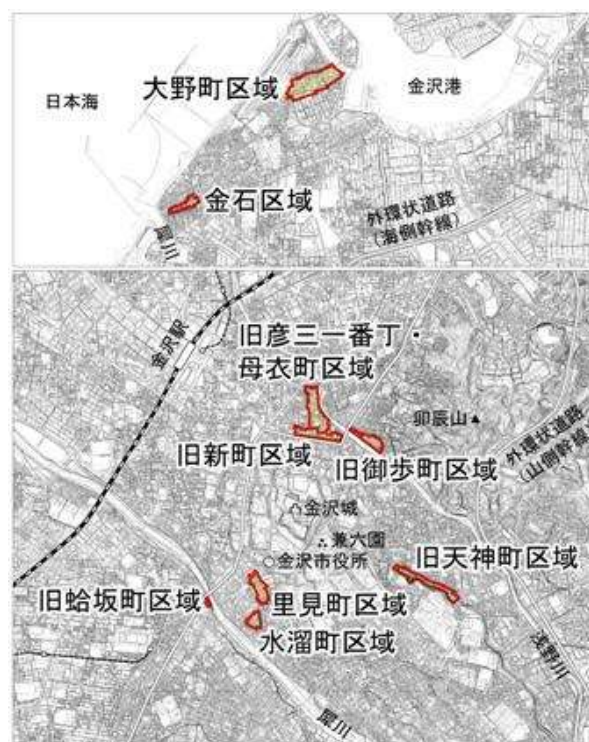 大野町区域
日本海
金沢港
金石区域
外環状道路
(海側幹線)
犀川
金沢駅
旧彦三一番丁・
母衣町区域
卯辰山▲
外環状道路
(山側幹線)
旧新町区域
旧御歩町区域
金沢城
兼六園
金沢市役所
旧天神町区域
旧蛤坂町区域
里見町区域
水溜町区域
浅野川
犀川